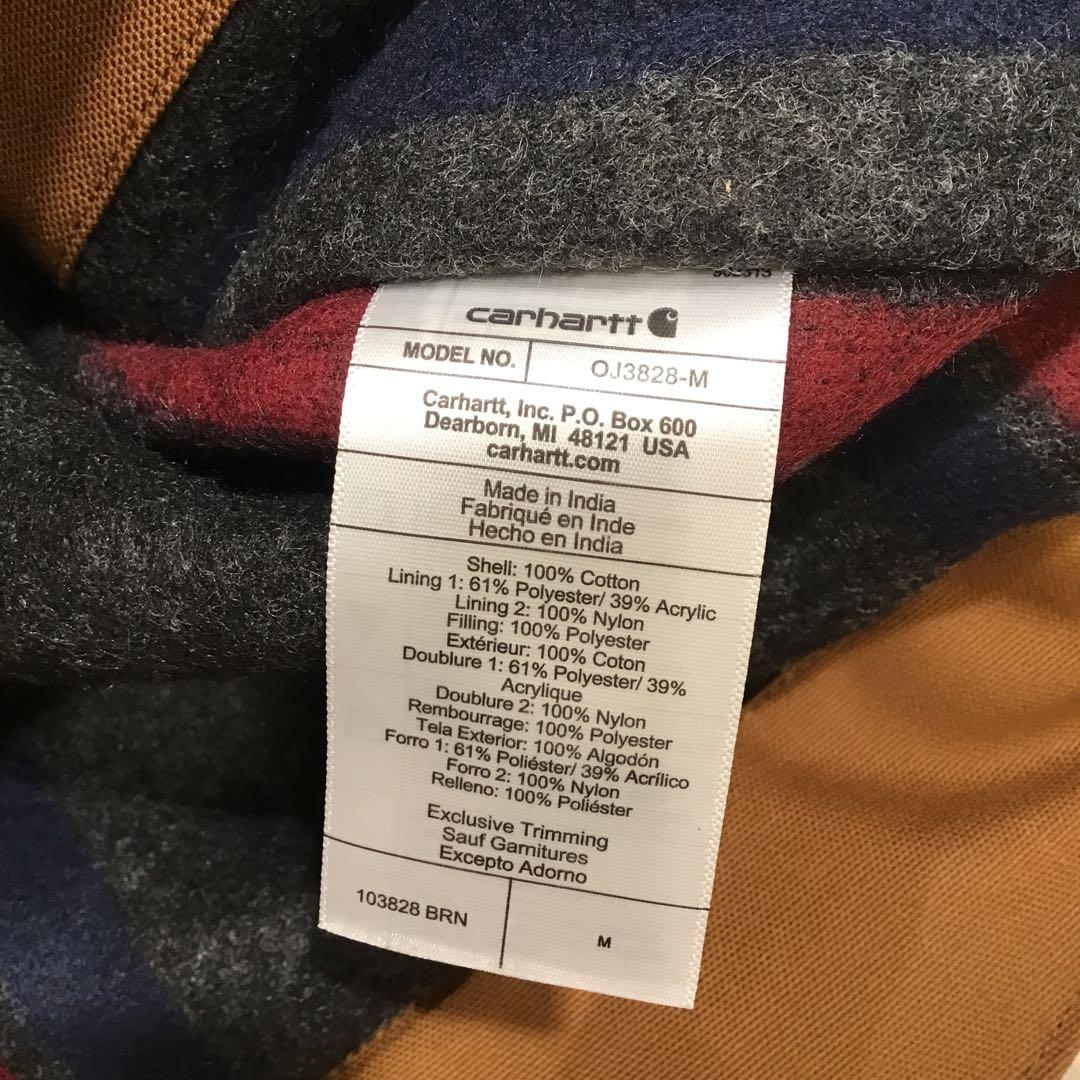 carhartt
MODEL NO. OJ3828-M
Carhartt, Inc. P.O. Box 600
Dearborn, MI 48121 USA
carhartt.com
Made in India
Fabriqué en Inde
Hecho en India
Shell: 100% Cotton
Lining 1: 61% Polyester/ 39% Acrylic
Lining 2: 100% Nylon
Filling: 100% Polyester
Extérieur: 100% Coton
Doublure 1: 61% Polyester/ 39%
Acrylique
Doublure 2: 100% Nylon
Rembourrage: 100% Polyester
Tela Exterior: 100% Algodón
Forro 1: 61% Poliéster/ 39% Acrílico
Forro 2: 100% Nylon
Relleno: 100% Poliéster
Exclusive Trimming
Sauf Garnitures
Excepto Adorno
103828 BRN M